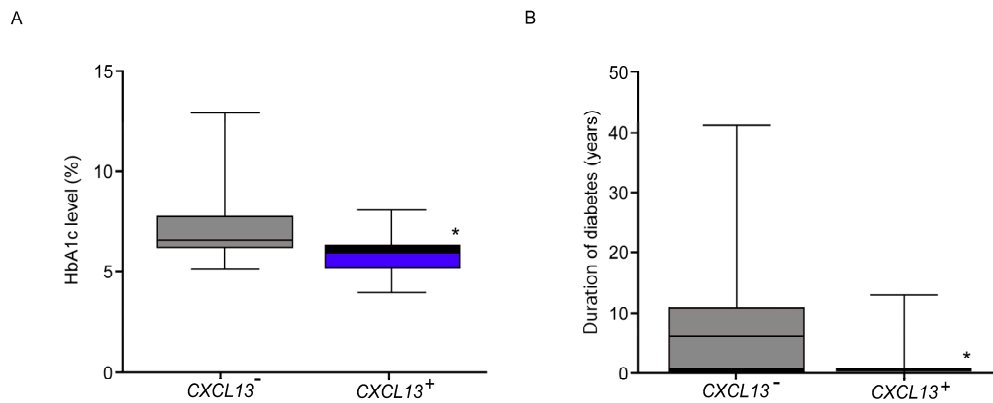 A
B
HbA1c level (%)
15
10
5
0
*
CXCL13-
CXCL13+
Duration of diabetes (years)
50
40
30
20
10
0
*
CXCL13-
CXCL13+